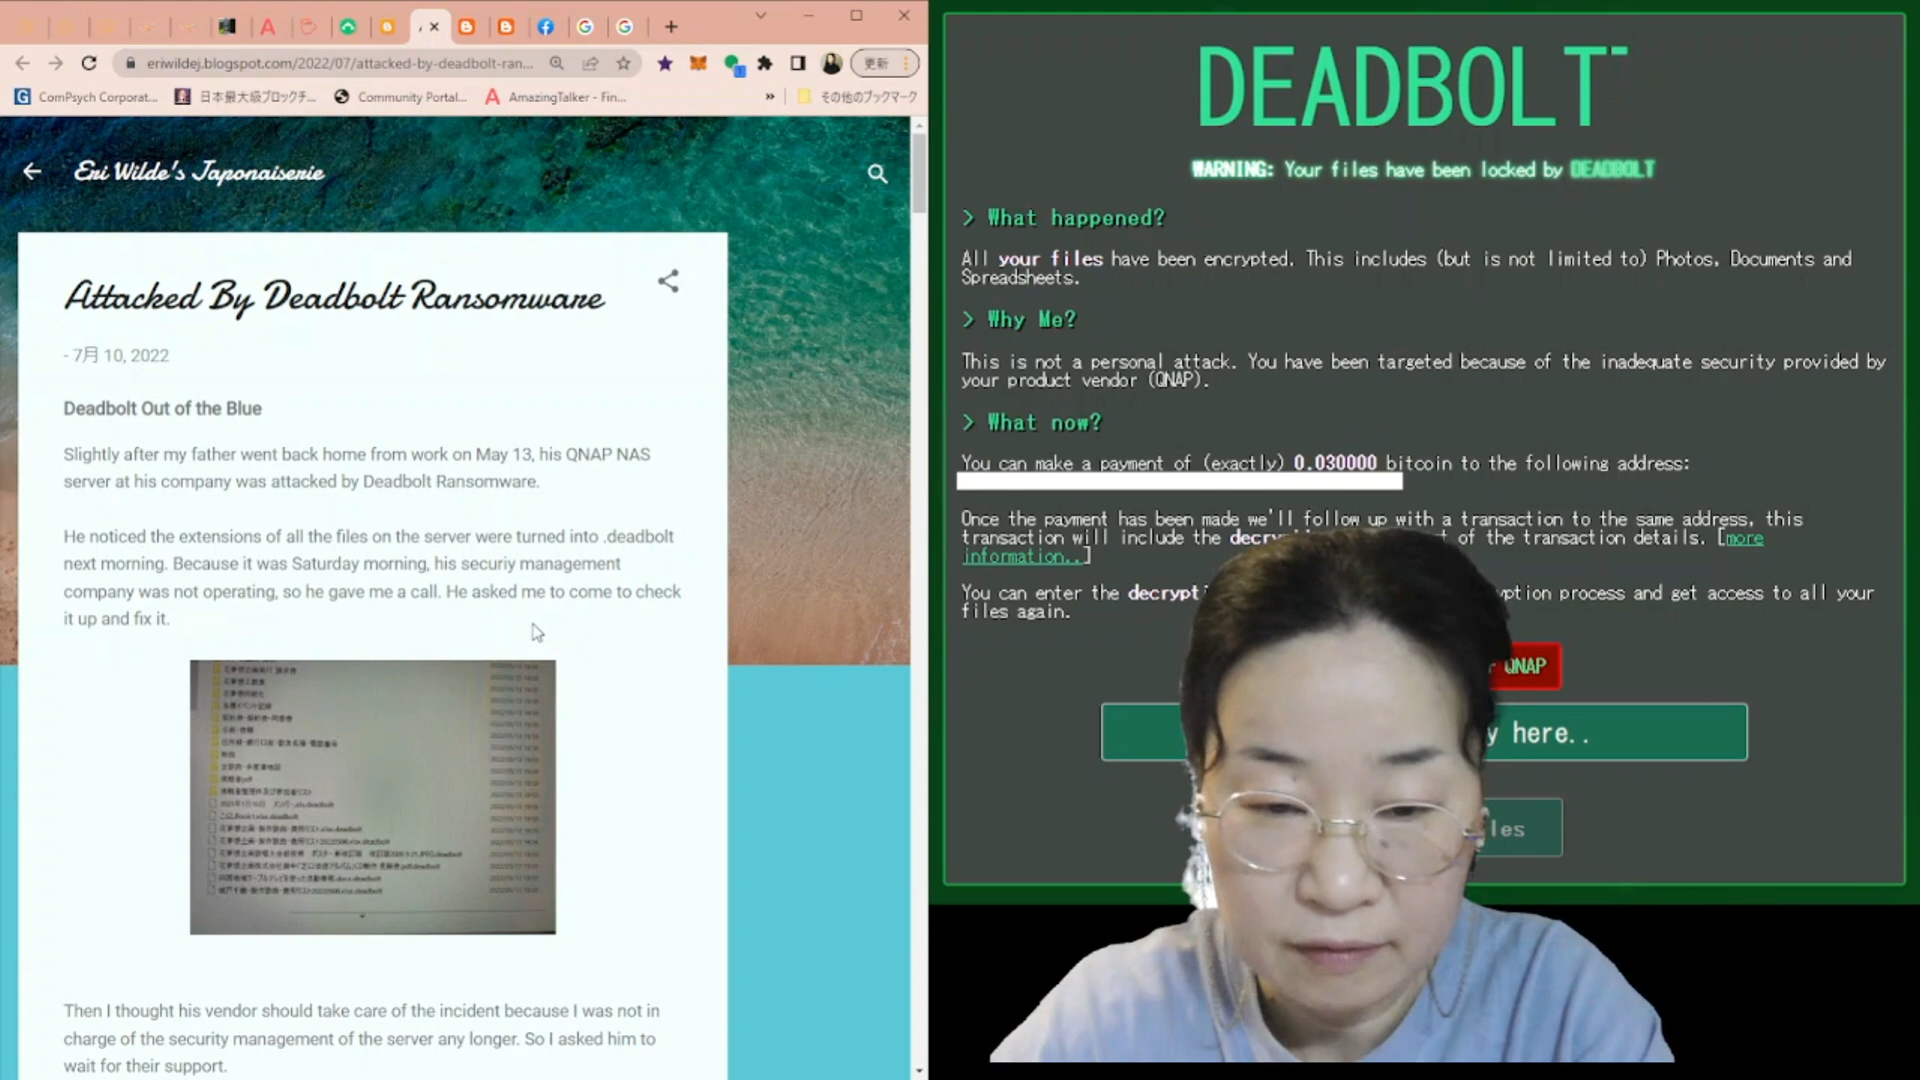 eriwildej.blogspot.com/2022/07/attacked-by-deadbolt-ran...
更新
ComPsych Corporat...
日本最大級ブロックチ...
Community Portal...
AmazingTalker - Fin...
»
その他のブックマーク
Eri Wilde's Japonaiserie
Attacked By Deadbolt Ransomware
- 7月 10, 2022
Deadbolt Out of the Blue
Slightly after my father went back home from work on May 13, his QNAP NAS
server at his company was attacked by Deadbolt Ransomware.
He noticed the extensions of all the files on the server were turned into .deadbolt
next morning. Because it was Saturday morning, his securiy management
company was not operating, so he gave me a call. He asked me to come to check
it up and fix it.
Then I thought his vendor should take care of the incident because I was not in
charge of the security management of the server any longer. So I asked him to
wait for their support.
DEADBOLT
WARNING: Your files have been locked by DEADBOLT
> What happened?
All your files have been encrypted. This includes (but is not limited to) Photos, Documents and
Spreadsheets.
> Why Me?
This is not a personal attack. You have been targeted because of the inadequate security provided by
your product vendor (QNAP).
> What now?
You can make a payment of (exactly) 0.030000 bitcoin to the following address:
Once the payment has been made we'll follow up with a transaction to the same address, this
transaction will include the of the transaction details. [more
information..]
You can enter the process and get access to all your
files again.
QNAP
here..